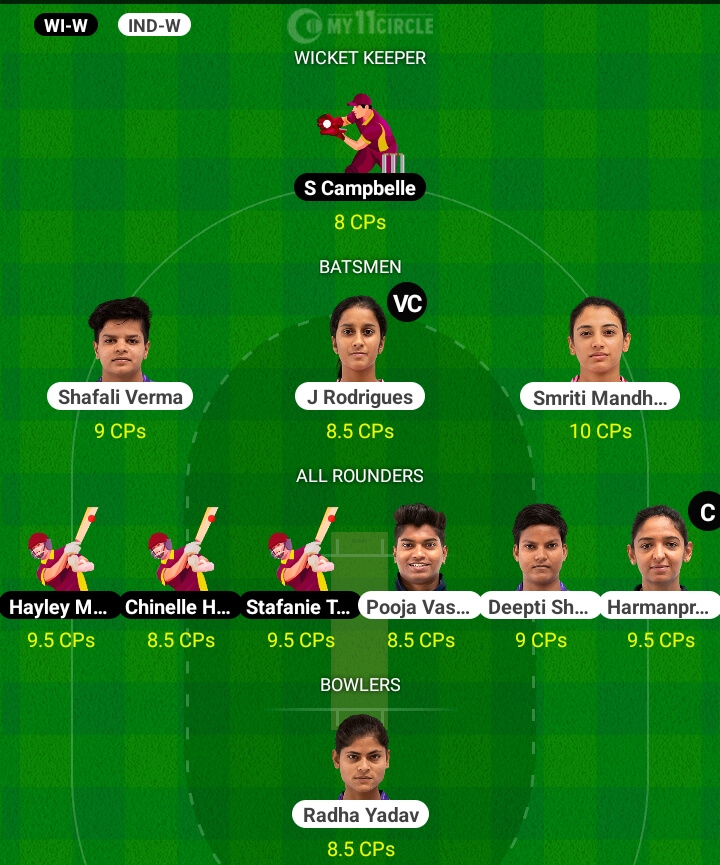 WI-W IND-W MY11CIRCLE
WICKET KEEPER
S Campbelle
8 CPs
BATSMEN
VC
Shafali Verma J Rodrigues Smriti Mandh...
9 CPs 8.5 CPs 10 CPs
ALL ROUNDERS
C
Hayley M... Chinelle H... Stafanie T... Pooja Vas... Deepti Sh... Harmanpr...
9.5 CPs 8.5 CPs 9.5 CPs 8.5 CPs 9 CPs 9.5 CPs
BOWLERS
Radha Yadav
8.5 CPs